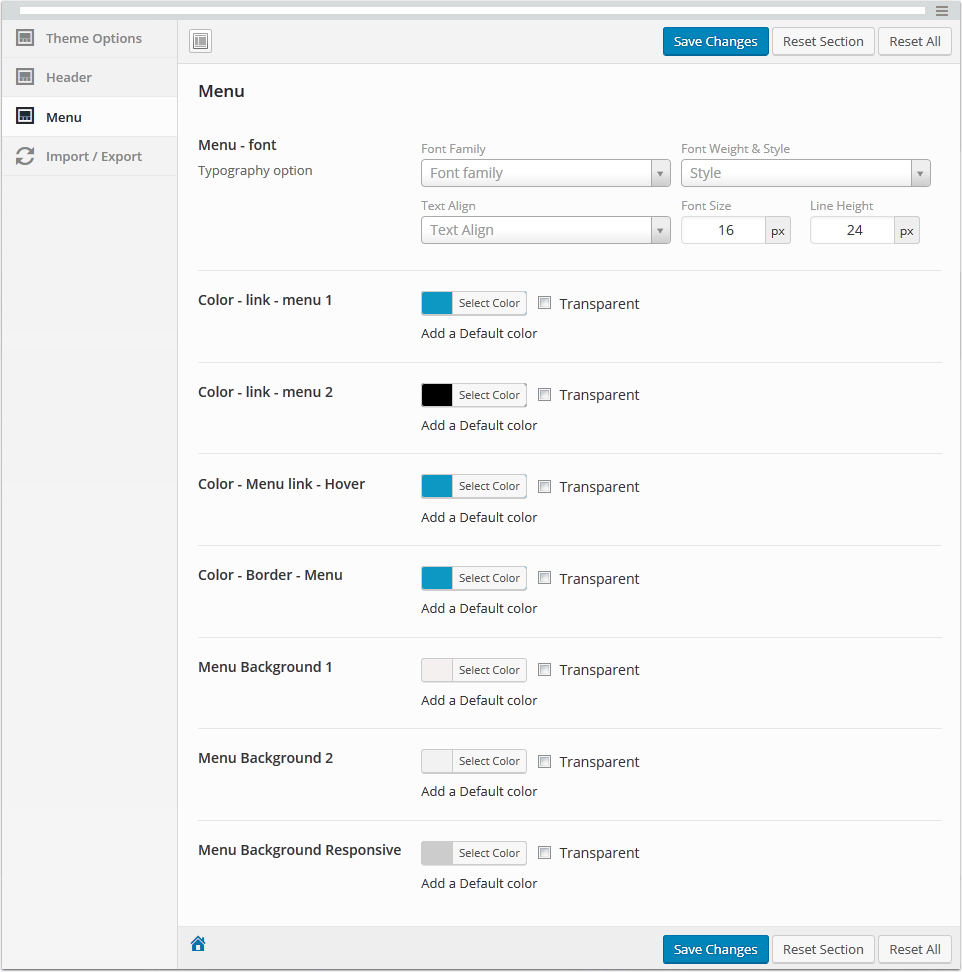 Theme Options
Header
Menu
Import / Export
Save Changes Reset Section Reset All
Menu
Menu - font
Typography option
Font Family Font Weight & Style
Font family Style
Text Align Font Size Line Height
Text Align 16 px 24 px
Color - link - menu 1
Select Color Transparent
Add a Default color
Color - link - menu 2
Select Color Transparent
Add a Default color
Color - Menu link - Hover
Select Color Transparent
Add a Default color
Color - Border - Menu
Select Color Transparent
Add a Default color
Menu Background 1
Select Color Transparent
Add a Default color
Menu Background 2
Select Color Transparent
Add a Default color
Menu Background Responsive
Select Color Transparent
Add a Default color
Save Changes Reset Section Reset All